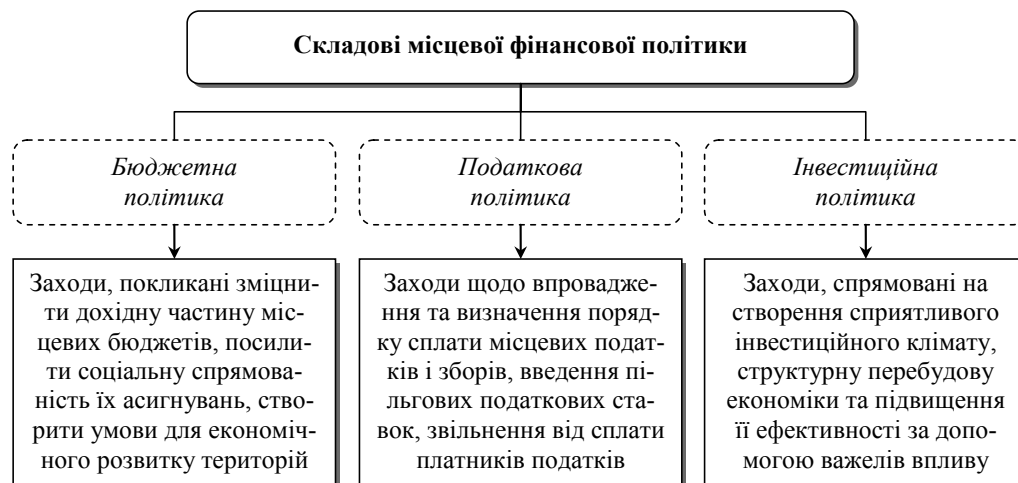 Складові місцевої фінансової політики
Бюджетна
політика
Податкова
політика
Інвестиційна
політика
Заходи, покликані зміцни-
ти дохідну частину міс-
цевих бюджетів, посили-
ти соціальну спрямова-
ність їх асигнувань, ство-
рити умови для економіч-
ного розвитку територій
Заходи щодо впроваджe-
ння та визначення поряд-
ку сплати місцевих подат-
ків і зборів, введення пі-
льгових податкових ста-
вок, звільнення від сплати
платників податків
Заходи, спрямовані на
створення сприятливого
інвестиційного клімату,
структурну перебудову
економіки та підвищення
її ефективності за допо-
могою важелів впливу